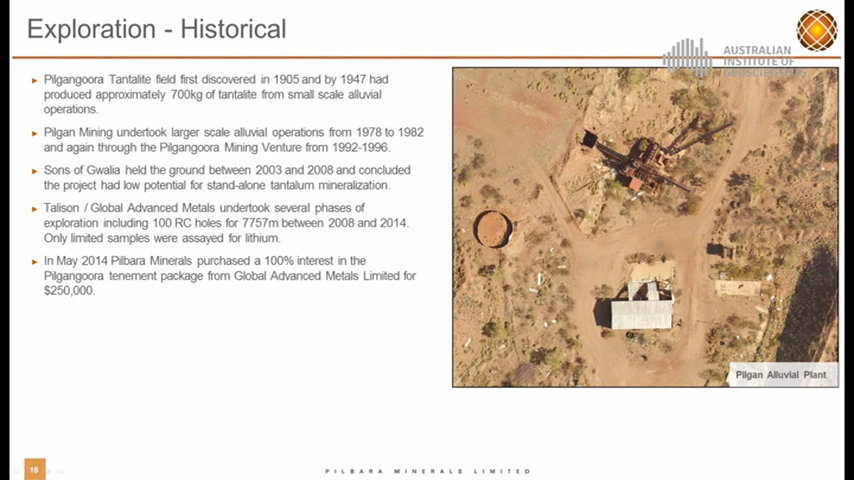 Exploration - Historical
AUSTRALIAN
INSTITUTE OF
GEOSCIENTISTS
► Pilgangoora Tantalite field first discovered in 1905 and by 1947 had
produced approximately 700kg of tantalite from small scale alluvial
operations.
► Pilgan Mining undertook larger scale alluvial operations from 1978 to 1982
and again through the Pilgangoora Mining Venture from 1992-1996.
► Sons of Gwalia held the ground between 2003 and 2008 and concluded
the project had low potential for stand-alone tantalum mineralization.
► Talison / Global Advanced Metals undertook several phases of
exploration including 100 RC holes for 7757m between 2008 and 2014.
Only limited samples were assayed for lithium.
► In May 2014 Pilbara Minerals purchased a 100% interest in the
Pilgangoora tenement package from Global Advanced Metals Limited for
$250,000.
Pilgan Alluvial Plant
18
PILBARA MINERALS LIMITED